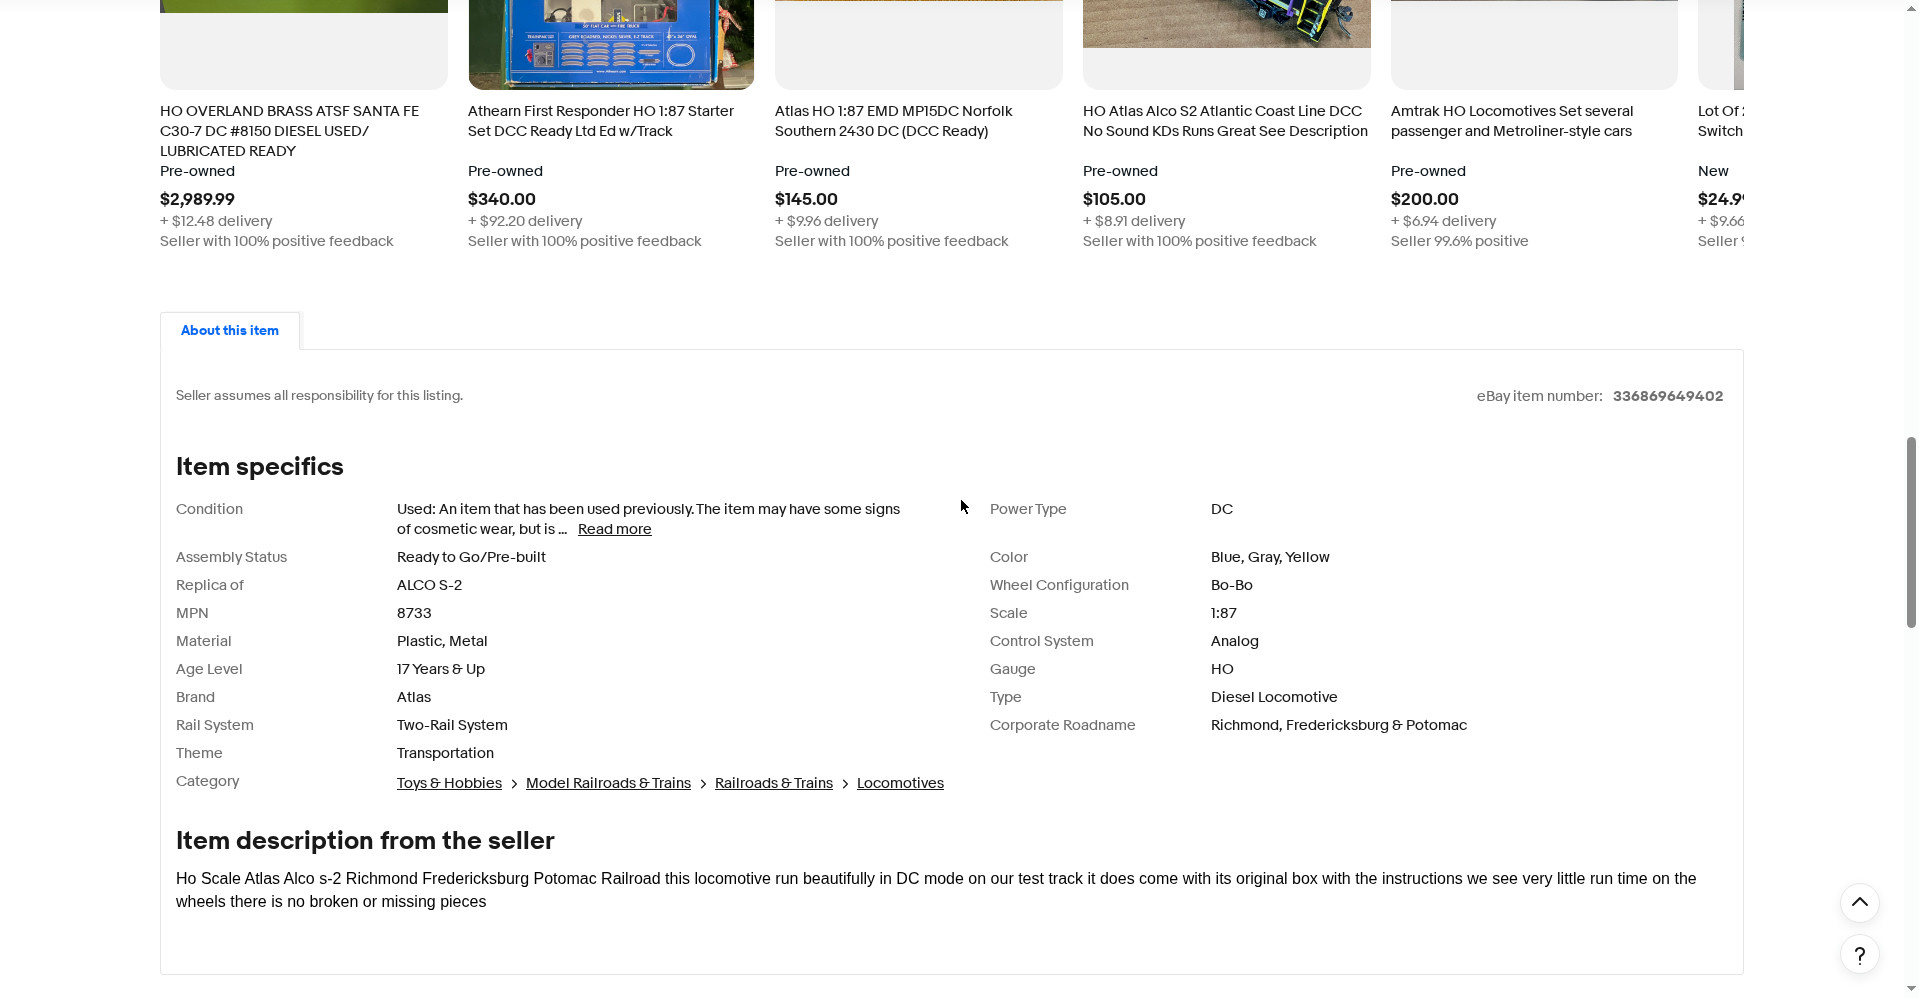 SLY FLAT CAR with FIRE TRUCK
HO OVERLAND BRASS ATSF SANTA FE
C30-7 DC #8150 DIESEL USED/
LUBRICATED READY
Pre-owned
$2,989.99
+ $12.48 delivery
Seller with 100% positive feedback
Athearn First Responder HO 1:87 Starter
Set DCC Ready Ltd Ed w/Track
Pre-owned
$340.00
+ $92.20 delivery
Seller with 100% positive feedback
Atlas HO 1:87 EMD MP15DC Norfolk
Southern 2430 DC (DCC Ready)
Pre-owned
$145.00
+ $9.96 delivery
Seller with 100% positive feedback
HO Atlas Alco S2 Atlantic Coast Line DCC
No Sound KDs Runs Great See Description
Pre-owned
$105.00
+ $8.91 delivery
Seller with 100% positive feedback
Amtrak HO Locomotives Set several
passenger and Metroliner-style cars
Pre-owned
$200.00
+ $6.94 delivery
Seller 99.6% positive
Lot Of
Switch
New
$24.9
+ $9.66
Seller
About this item
Seller assumes all responsibility for this listing.
eBay item number: 336869649402
Item specifics
Condition
Used: An item that has been used previously. The item may have some signs
of cosmetic wear, but is ... Read more
Power Type
DC
Assembly Status
Ready to Go/Pre-built
Color
Blue, Gray, Yellow
Replica of
ALCO S-2
Wheel Configuration
Bo-Bo
MPN
8733
Scale
1:87
Material
Plastic, Metal
Control System
Analog
Age Level
17 Years & Up
Gauge
HO
Brand
Atlas
Type
Diesel Locomotive
Rail System
Two-Rail System
Corporate Roadname
Richmond, Fredericksburg & Potomac
Theme
Transportation
Category
Toys & Hobbies > Model Railroads & Trains > Railroads & Trains > Locomotives
Item description from the seller
Ho Scale Atlas Alco s-2 Richmond Fredericksburg Potomac Railroad this locomotive run beautifully in DC mode on our test track it does come with its original box with the instructions we see very little run time on the
wheels there is no broken or missing pieces
?